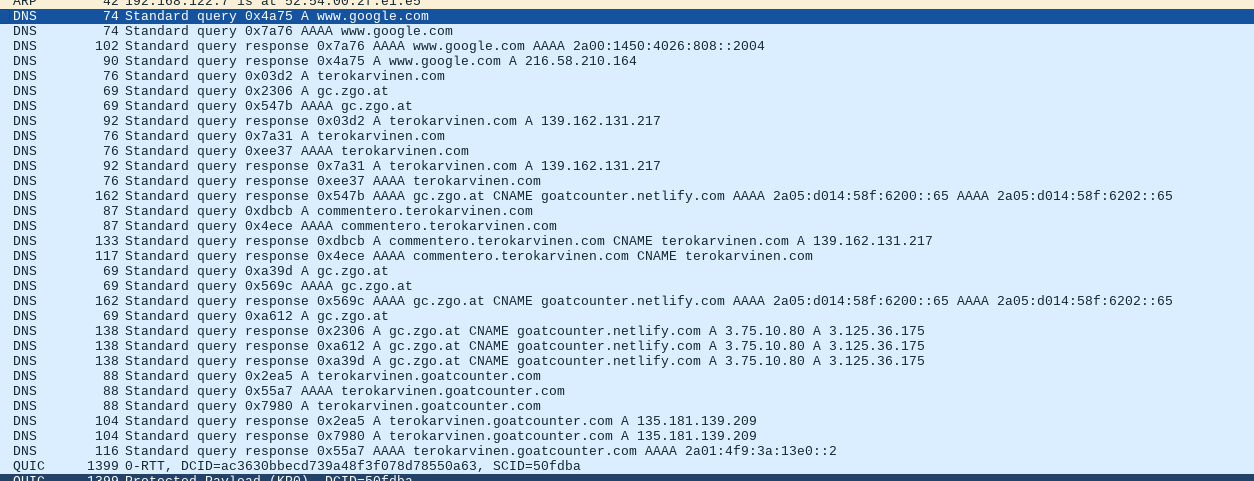 ARP 42 192.168.122.7 is at 52:54:00:2f:e1:e5
DNS 74 Standard query 0x4a75 A www.google.com
DNS 74 Standard query 0x7a76 AAAA www.google.com
DNS 102 Standard query response 0x7a76 AAAA www.google.com AAAA 2a00:1450:4026:808::2004
DNS 90 Standard query response 0x4a75 A www.google.com A 216.58.210.164
DNS 76 Standard query 0x03d2 A terokarvinen.com
DNS 69 Standard query 0x2306 A gc.zgo.at
DNS 69 Standard query 0x547b AAAA gc.zgo.at
DNS 92 Standard query response 0x03d2 A terokarvinen.com A 139.162.131.217
DNS 76 Standard query 0x7a31 A terokarvinen.com
DNS 76 Standard query 0xee37 AAAA terokarvinen.com
DNS 92 Standard query response 0x7a31 A terokarvinen.com A 139.162.131.217
DNS 76 Standard query response 0xee37 AAAA terokarvinen.com
DNS 162 Standard query response 0x547b AAAA gc.zgo.at CNAME goatcounter.netlify.com AAAA 2a05:d014:58f:6200::65 AAAA 2a05:d014:58f:6202::65
DNS 87 Standard query 0xdbcb A commentero.terokarvinen.com
DNS 87 Standard query 0x4ece AAAA commentero.terokarvinen.com
DNS 133 Standard query response 0xdbcb A commentero.terokarvinen.com CNAME terokarvinen.com A 139.162.131.217
DNS 117 Standard query response 0x4ece AAAA commentero.terokarvinen.com CNAME terokarvinen.com
DNS 69 Standard query 0xa39d A gc.zgo.at
DNS 69 Standard query 0x569c AAAA gc.zgo.at
DNS 162 Standard query response 0x569c AAAA gc.zgo.at CNAME goatcounter.netlify.com AAAA 2a05:d014:58f:6200::65 AAAA 2a05:d014:58f:6202::65
DNS 69 Standard query 0xa612 A gc.zgo.at
DNS 138 Standard query response 0x2306 A gc.zgo.at CNAME goatcounter.netlify.com A 3.75.10.80 A 3.125.36.175
DNS 138 Standard query response 0xa612 A gc.zgo.at CNAME goatcounter.netlify.com A 3.75.10.80 A 3.125.36.175
DNS 138 Standard query response 0xa39d A gc.zgo.at CNAME goatcounter.netlify.com A 3.75.10.80 A 3.125.36.175
DNS 88 Standard query 0x2ea5 A terokarvinen.goatcounter.com
DNS 88 Standard query 0x55a7 AAAA terokarvinen.goatcounter.com
DNS 88 Standard query 0x7980 A terokarvinen.goatcounter.com
DNS 104 Standard query response 0x2ea5 A terokarvinen.goatcounter.com A 135.181.139.209
DNS 104 Standard query response 0x7980 A terokarvinen.goatcounter.com A 135.181.139.209
DNS 116 Standard query response 0x55a7 AAAA terokarvinen.goatcounter.com AAAA 2a01:4f9:3a:13e0::2
QUIC 1399 0-RTT, DCID=ac3630bbecd739a48f3f078d78550a63, SCID=50fdba
QUIC 1399 Protected Payload (KP0), DCID=50fdba